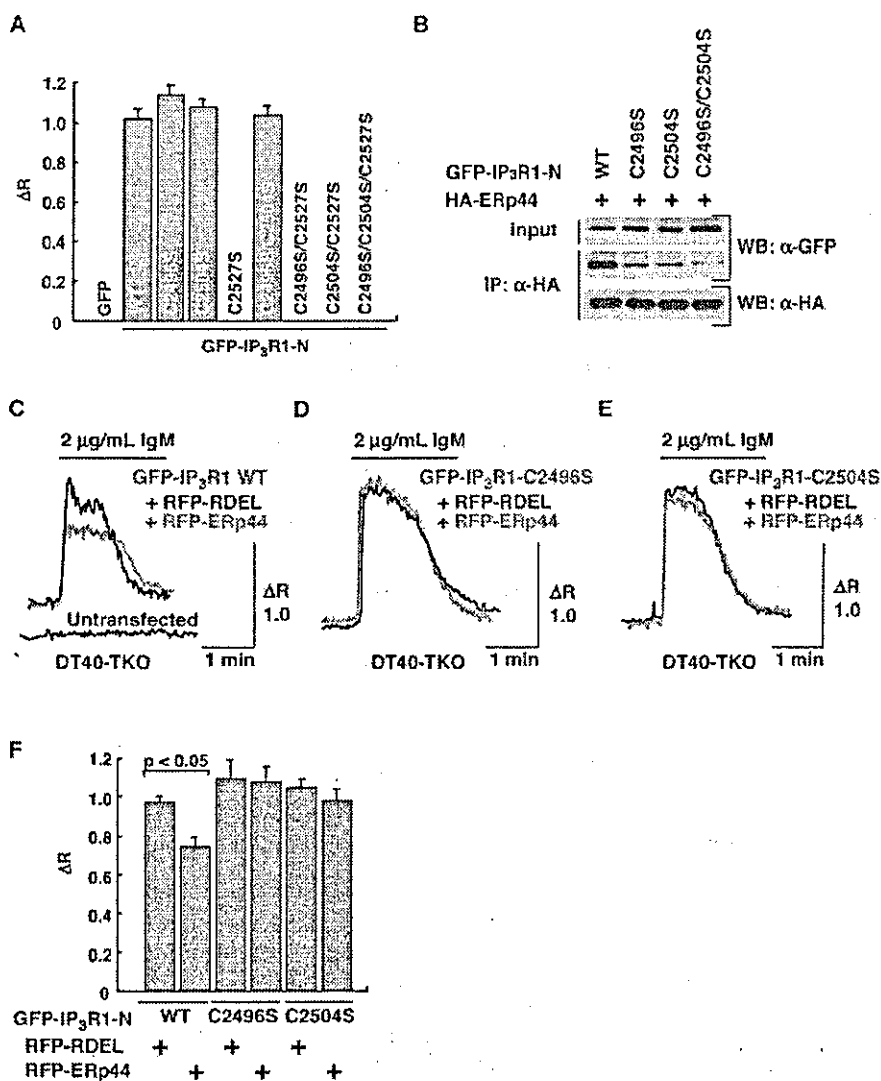 A
ΔR
1.2
1.0
0.8
0.6
0.4
0.2
0
GFP
C2527S
C2496S/C2527S
C2504S/C2527S
C2496S/C2504S/C2527S
GFP-IP₃R1-N
B
WT
C2496S
C2504S
C2496S/C2504S
GFP-IP₃R1-N
HA-ERp44 + + + +
Input
IP: α-HA
WB: α-GFP
WB: α-HA
C
2 μg/mL IgM
GFP-IP₃R1 WT
+ RFP-RDEL
+ RFP-ERp44
Untransfected
ΔR
1.0
1 min
DT40-TKO
D
2 μg/mL IgM
GFP-IP₃R1-C2496S
+ RFP-RDEL
+ RFP-ERp44
ΔR
1.0
1 min
DT40-TKO
E
2 μg/mL IgM
GFP-IP₃R1-C2504S
+ RFP-RDEL
+ RFP-ERp44
ΔR
1.0
1 min
DT40-TKO
F
ΔR
1.2
1.0
0.8
0.6
0.4
0.2
0
p < 0.05
GFP-IP₃R1-N WT C2496S C2504S
RFP-RDEL + + +
RFP-ERp44 + + +